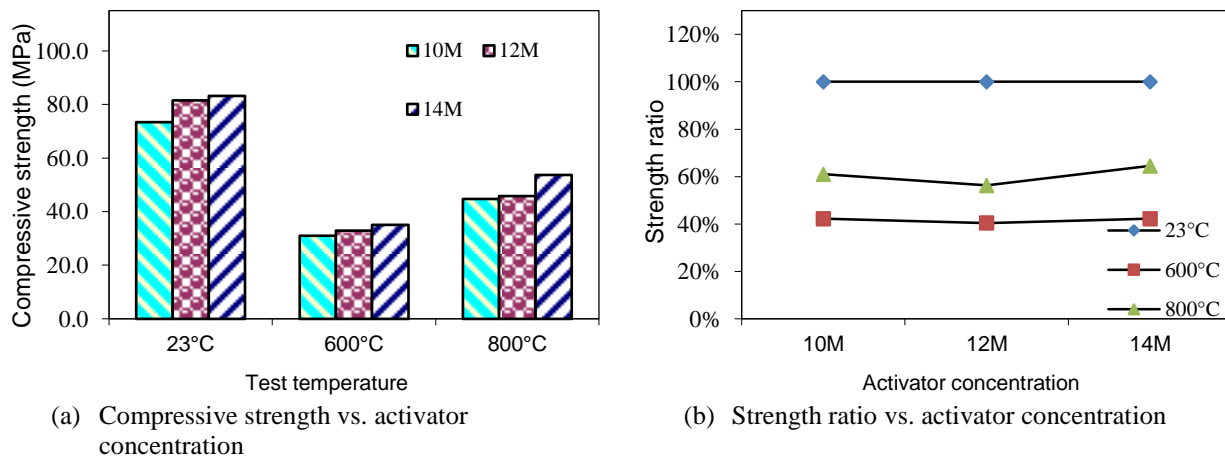 Compressive strength (MPa)
100.0
80.0
60.0
40.0
20.0
0.0
10M
12M
14M
23°C
600°C
800°C
Test temperature
(a) Compressive strength vs. activator
concentration
Strength ratio
120%
100%
80%
60%
40%
20%
0%
23°C
600°C
800°C
10M
12M
14M
Activator concentration
(b) Strength ratio vs. activator concentration